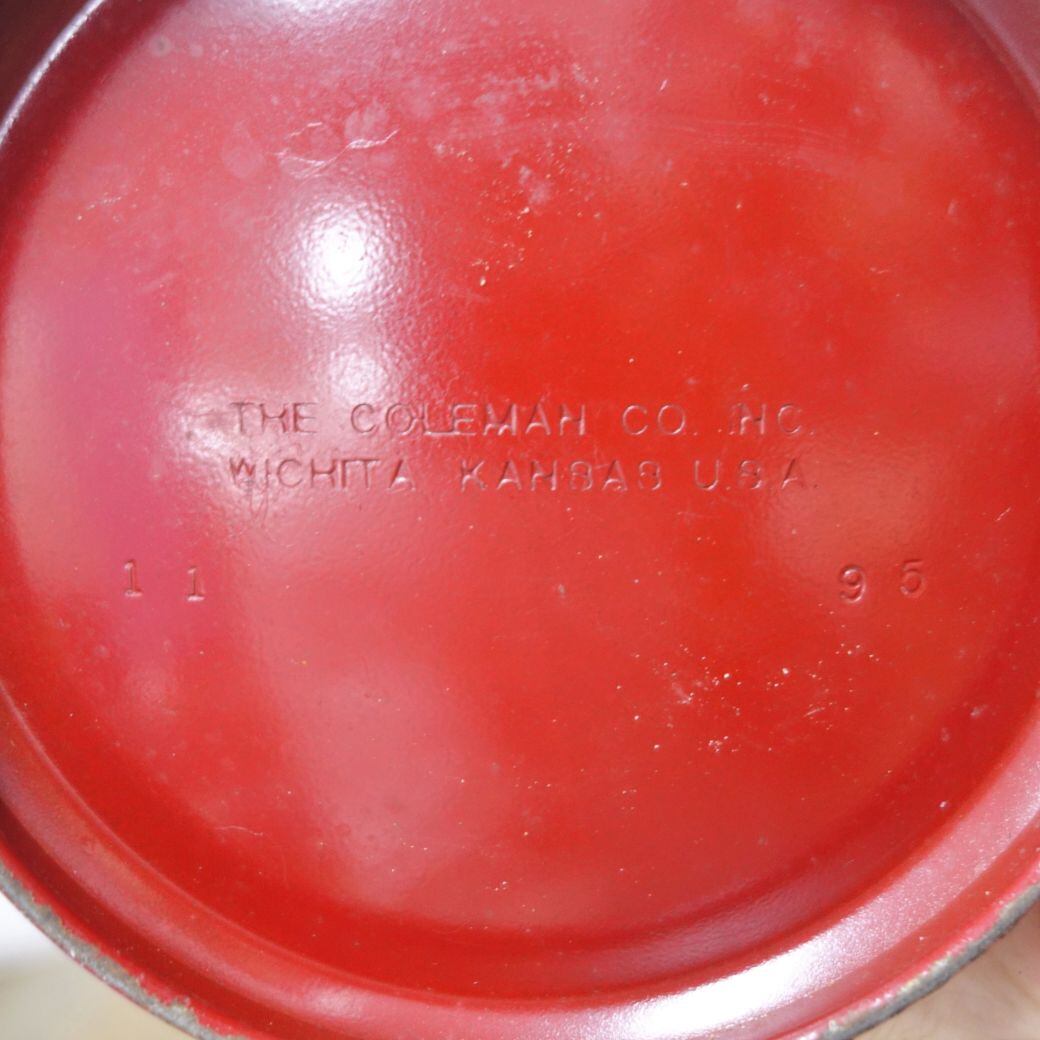 THE COLEMAN CO. INC.
WICHITA KANSAS U.S.A.
11 95